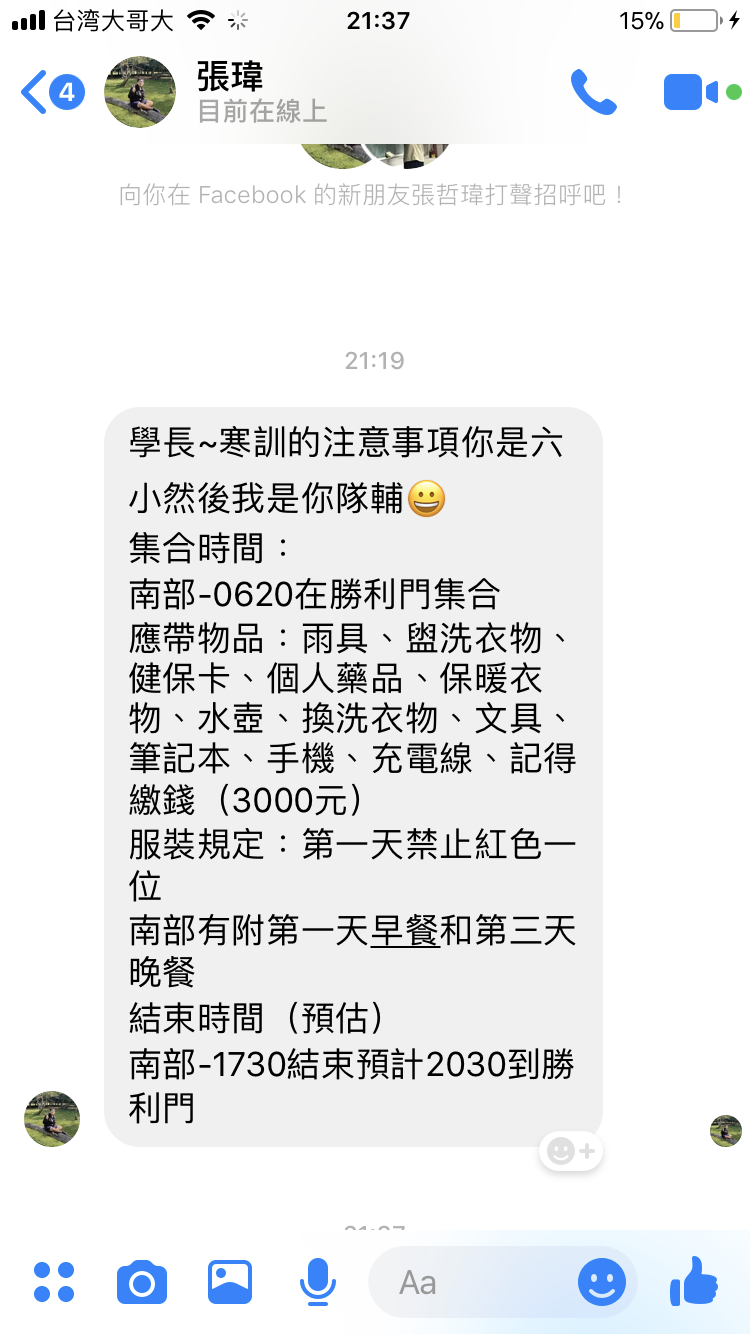 台湾大哥大 21:37 15%
4 張瑋
目前在線上
向你在 Facebook 的新朋友張哲瑋打聲招呼吧！
21:19
學長~寒訓的注意事項你是六
小然後我是你隊輔😀
集合時間：
南部-0620在勝利門集合
應帶物品：雨具、盥洗衣物、
健保卡、個人藥品、保暖衣
物、水壺、換洗衣物、文具、
筆記本、手機、充電線、記得
繳錢（3000元）
服裝規定：第一天禁止紅色一
位
南部有附第一天早餐和第三天
晚餐
結束時間（預估）
南部-1730結束預計2030到勝
利門
Aa